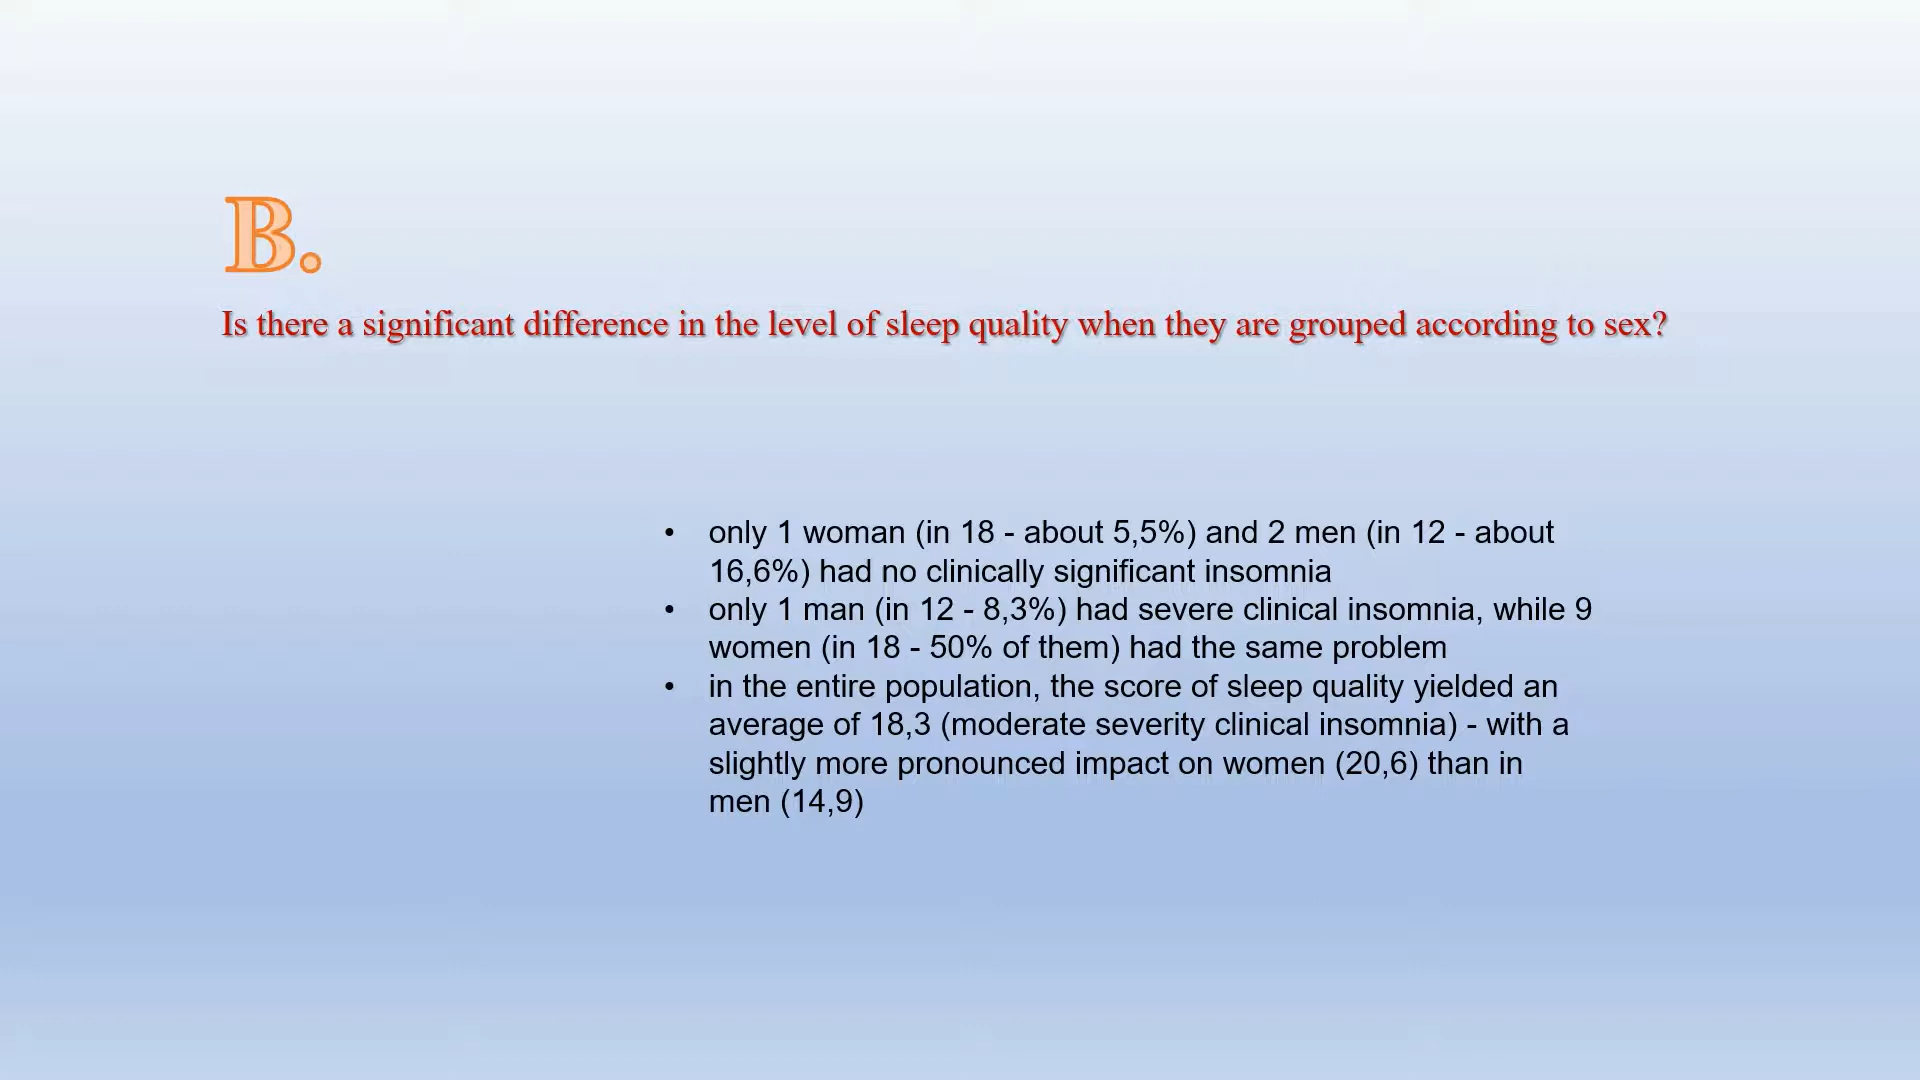 B.
Is there a significant difference in the level of sleep quality when they are grouped according to sex?
• only 1 woman (in 18 - about 5,5%) and 2 men (in 12 - about
16,6%) had no clinically significant insomnia
• only 1 man (in 12 - 8,3%) had severe clinical insomnia, while 9
women (in 18 - 50% of them) had the same problem
• in the entire population, the score of sleep quality yielded an
average of 18,3 (moderate severity clinical insomnia) - with a
slightly more pronounced impact on women (20,6) than in
men (14,9)